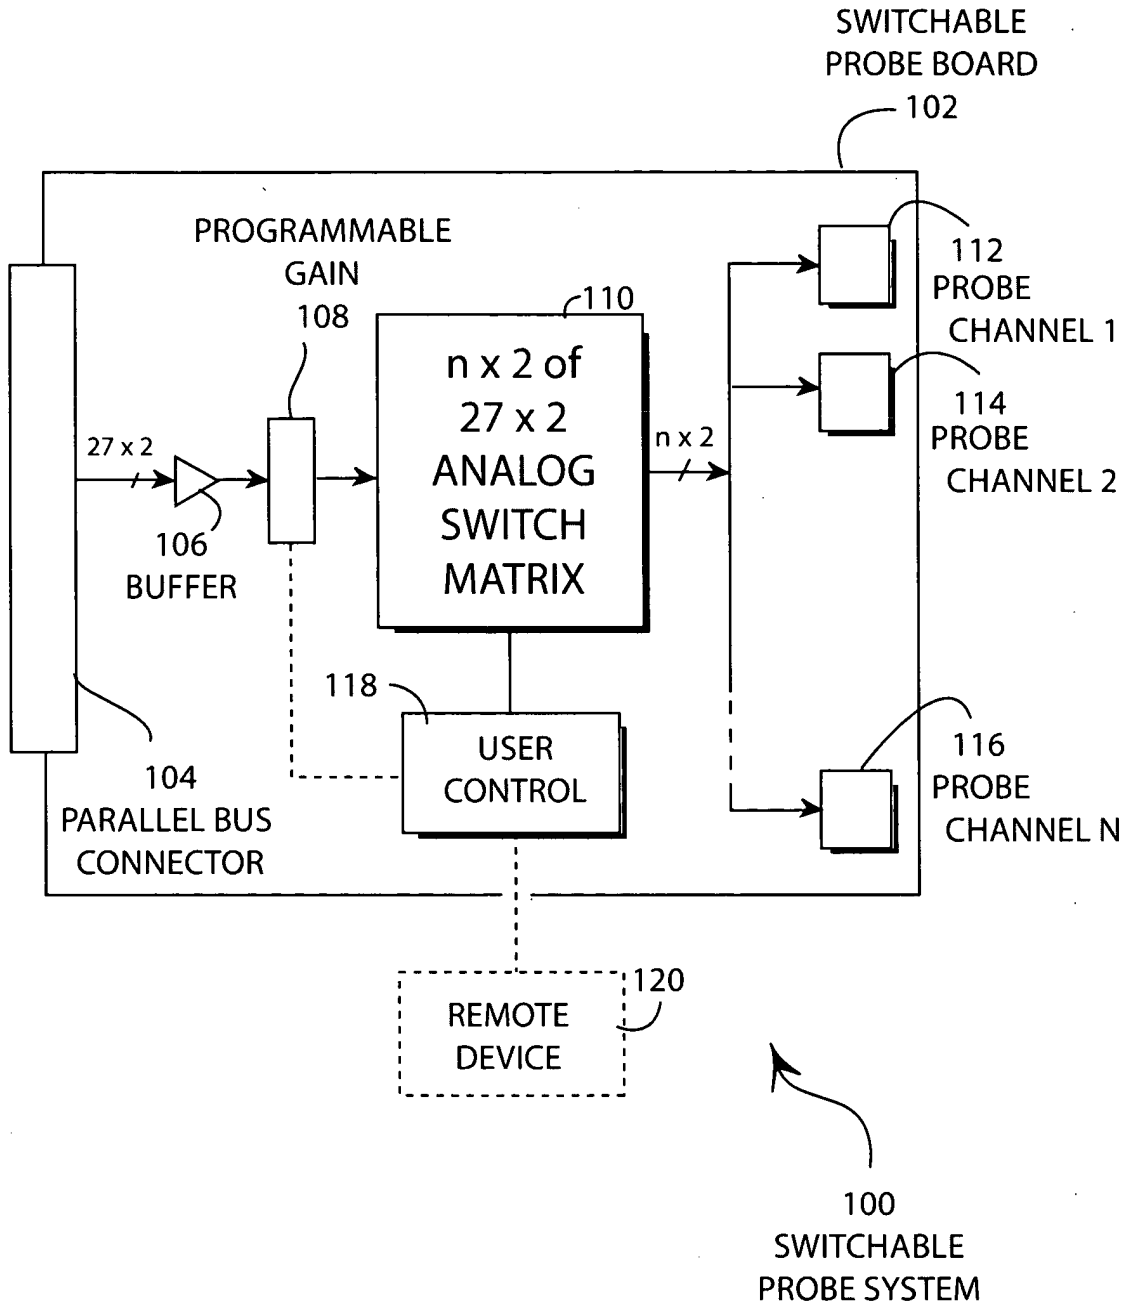 SWITCHABLE
PROBE BOARD
102
PROGRAMMABLE
GAIN
108
110
112
PROBE
CHANNEL 1
n x 2 of
27 x 2
ANALOG
SWITCH
MATRIX
114
PROBE
CHANNEL 2
27 x 2
n x 2
106
BUFFER
118
USER
CONTROL
116
PROBE
CHANNEL N
104
PARALLEL BUS
CONNECTOR
120
REMOTE
DEVICE
100
SWITCHABLE
PROBE SYSTEM